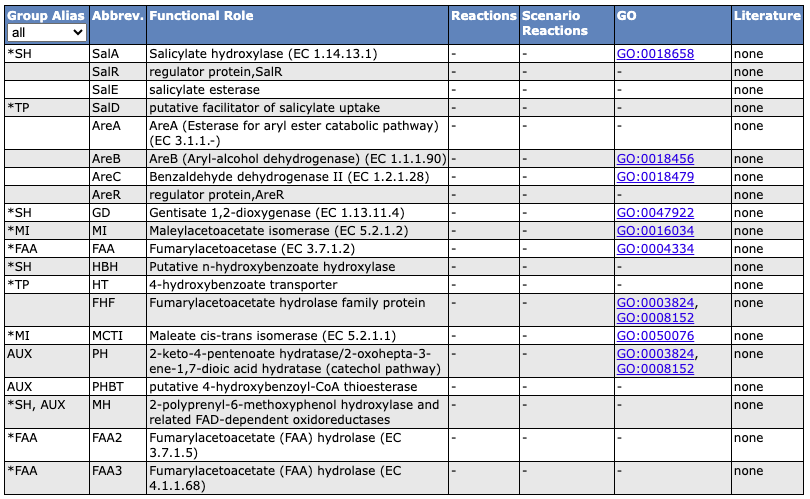 Group Alias Abbrev. Functional Role Reactions Scenario Reactions GO Literature
all
*SH SalA Salicylate hydroxylase (EC 1.14.13.1) - - GO:0018658 none
SalR regulator protein,SalR - - - none
SalE salicylate esterase - - - none
*TP SalD putative facilitator of salicylate uptake - - - none
AreA AreA (Esterase for aryl ester catabolic pathway) - - - none
(EC 3.1.1.-)
AreB AreB (Aryl-alcohol dehydrogenase) (EC 1.1.1.90) - - GO:0018456 none
AreC Benzaldehyde dehydrogenase II (EC 1.2.1.28) - - GO:0018479 none
AreR regulator protein,AreR - - - none
*SH GD Gentisate 1,2-dioxygenase (EC 1.13.11.4) - - GO:0047922 none
*MI MI Maleylacetoacetate isomerase (EC 5.2.1.2) - - GO:0016034 none
*FAA FAA Fumarylacetoacetase (EC 3.7.1.2) - - GO:0004334 none
*SH HBH Putative n-hydroxybenzoate hydroxylase - - - none
*TP HT 4-hydroxybenzoate transporter - - - none
FHF Fumarylacetoacetate hydrolase family protein - - GO:0003824, none
GO:0008152
*MI MCTI Maleate cis-trans isomerase (EC 5.2.1.1) - - GO:0050076 none
AUX PH 2-keto-4-pentenoate hydratase/2-oxohepta-3- - - GO:0003824, none
ene-1,7-dioic acid hydratase (catechol pathway) GO:0008152
AUX PHBT putative 4-hydroxybenzoyl-CoA thioesterase - - - none
*SH, AUX MH 2-polyprenyl-6-methoxyphenol hydroxylase and - - - none
related FAD-dependent oxidoreductases
*FAA FAA2 Fumarylacetoacetate (FAA) hydrolase (EC - - - none
3.7.1.5)
*FAA FAA3 Fumarylacetoacetate (FAA) hydrolase (EC - - - none
4.1.1.68)